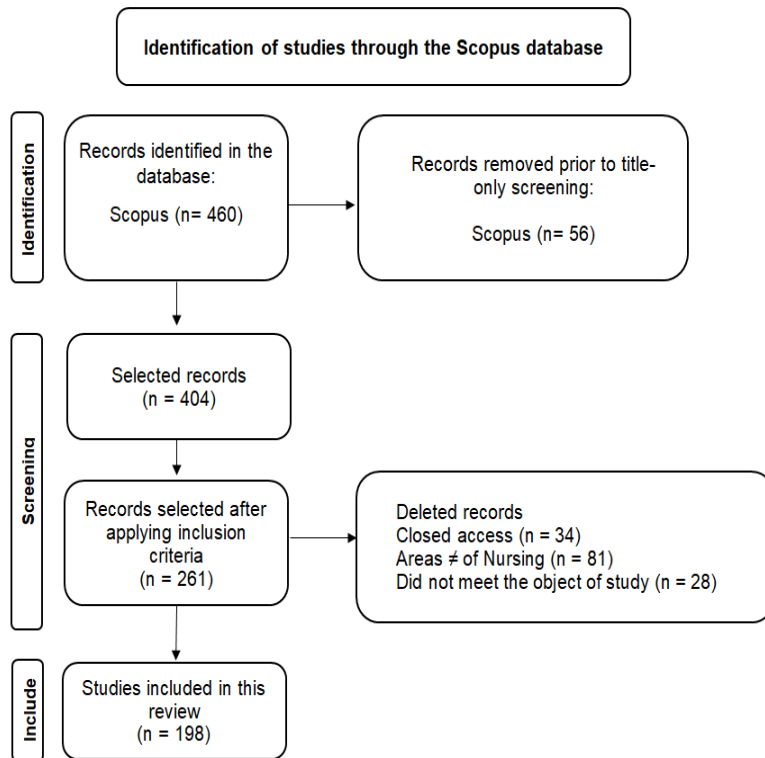 Identification of studies through the Scopus database
Identification
Records identified in the
database:
Scopus (n= 460)
Records removed prior to title-
only screening:
Scopus (n= 56)
Screening
Selected records
(n = 404)
Records selected after
applying inclusion
criteria
(n = 261)
Deleted records
Closed access (n = 34)
Areas ≠ of Nursing (n = 81)
Did not meet the object of study (n = 28)
Include
Studies included in this
review
(n = 198)